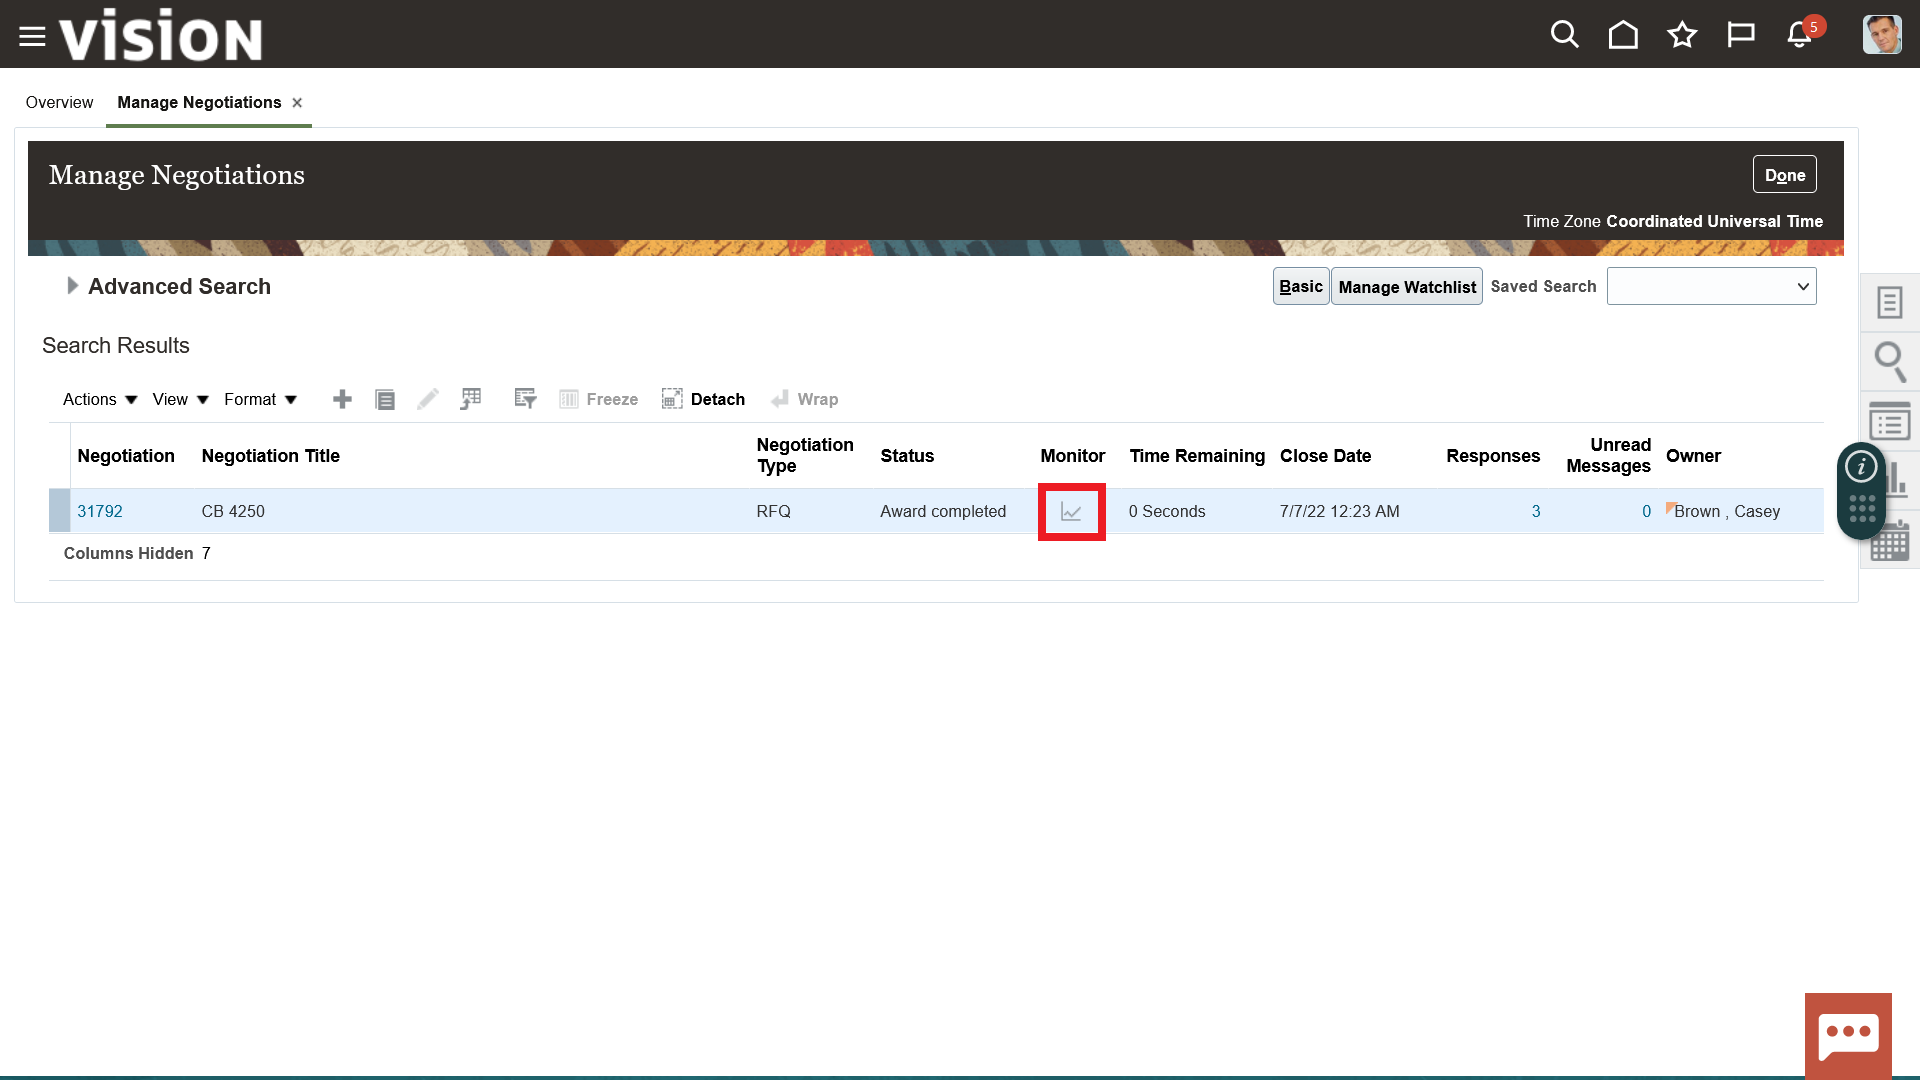 vision
5
Overview Manage Negotiations ×
Manage Negotiations
Done
Time Zone Coordinated Universal Time
Advanced Search
Basic Manage Watchlist Saved Search
Search Results
Actions View Format Freeze Detach Wrap
Negotiation Negotiation Title Negotiation Type Status Monitor Time Remaining Close Date Responses Unread Messages Owner
31792 CB 4250 RFQ Award completed 0 Seconds 7/7/22 12:23 AM 3 0 Brown , Casey
Columns Hidden 7